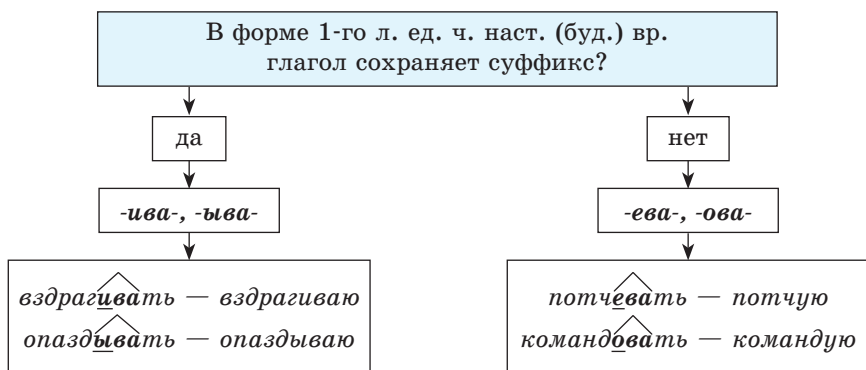 В форме 1-го л. ед. ч. наст. (буд.) вр.
глагол сохраняет суффикс?
да
нет
-ива-, -ыва-
-ева-, -ова-
вздрагивать — вздрагиваю
опаздывать — опаздываю
потчевать — потчую
командовать — командую